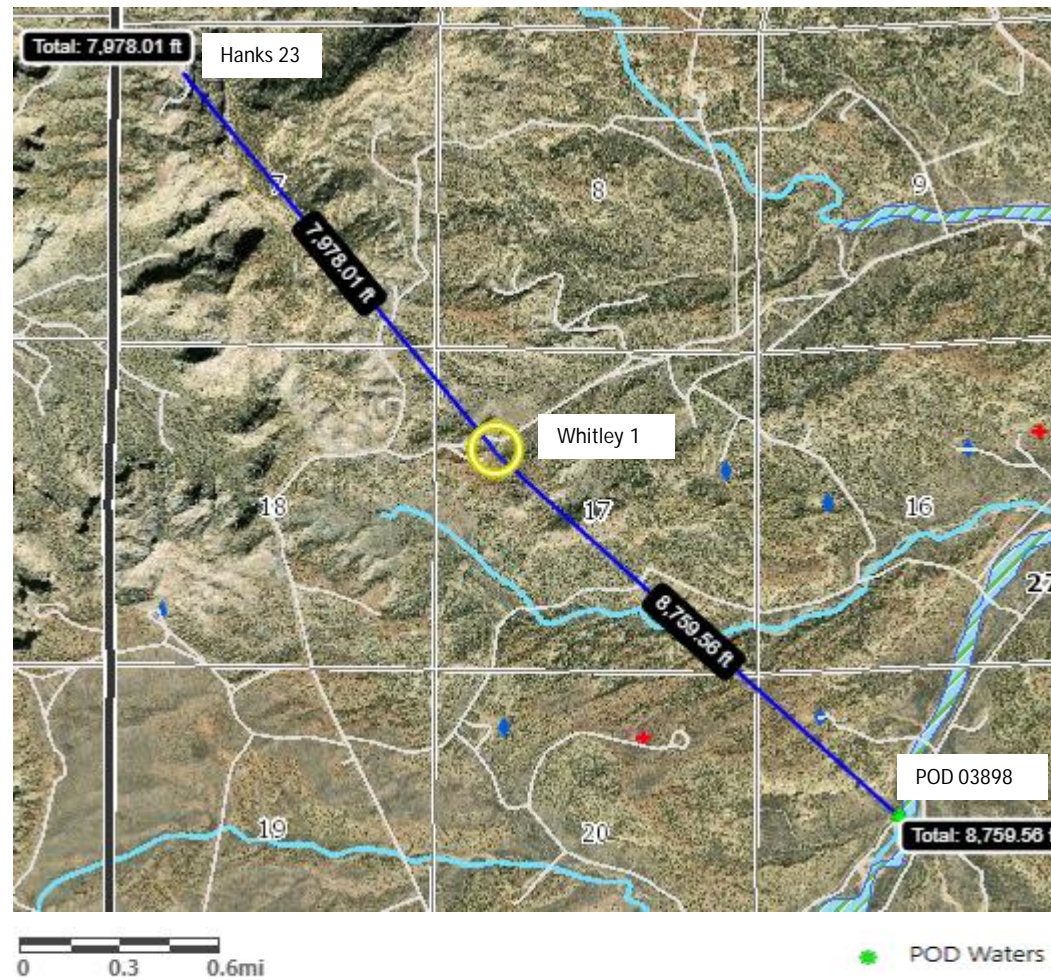 Total: 7,978.01 ft
Hanks 23
7
8
9
7,978.01 ft
Whitley 1
18
17
16
8,759.56 ft
POD 03898
Total: 8,759.56
19
20
0 0.3 0.6mi
POD Waters